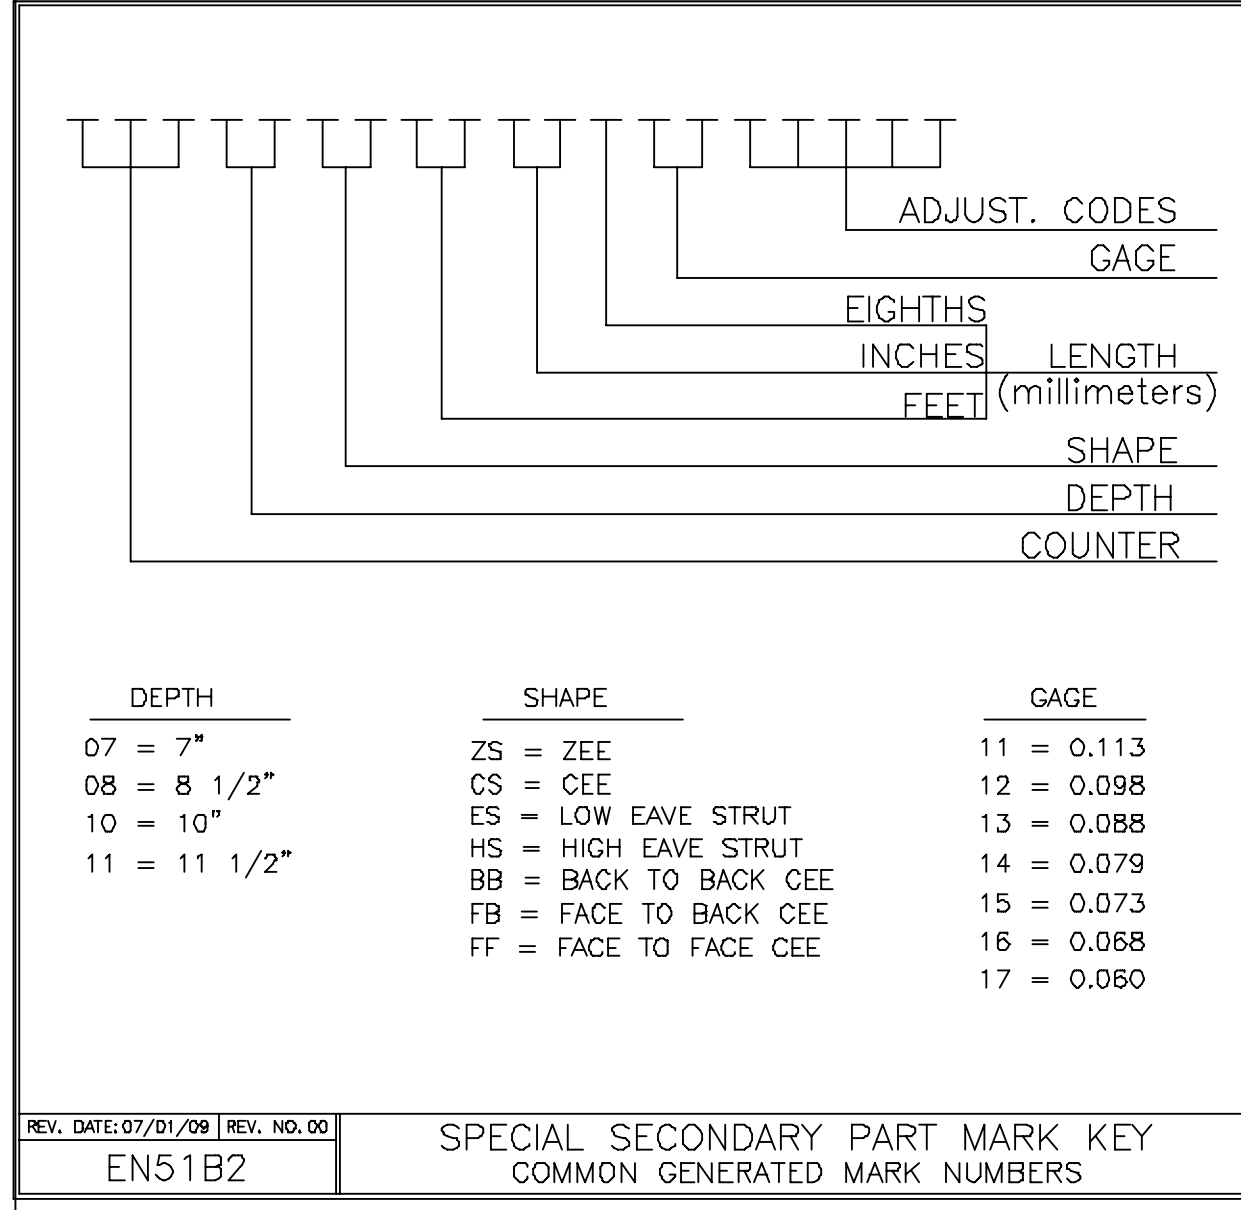 ADJUST. CODES
GAGE
EIGHTHS
INCHES LENGTH
(millimeters)
FEET
SHAPE
DEPTH
COUNTER
DEPTH
07 = 7"
08 = 8 1/2"
10 = 10"
11 = 11 1/2"
SHAPE
ZS = ZEE
CS = CEE
ES = LOW EAVE STRUT
HS = HIGH EAVE STRUT
BB = BACK TO BACK CEE
FB = FACE TO BACK CEE
FF = FACE TO FACE CEE
GAGE
11 = 0.113
12 = 0.098
13 = 0.088
14 = 0.079
15 = 0.073
16 = 0.068
17 = 0.060
REV. DATE: 07/01/09 REV. NO. 00
EN51B2
SPECIAL SECONDARY PART MARK KEY
COMMON GENERATED MARK NUMBERS